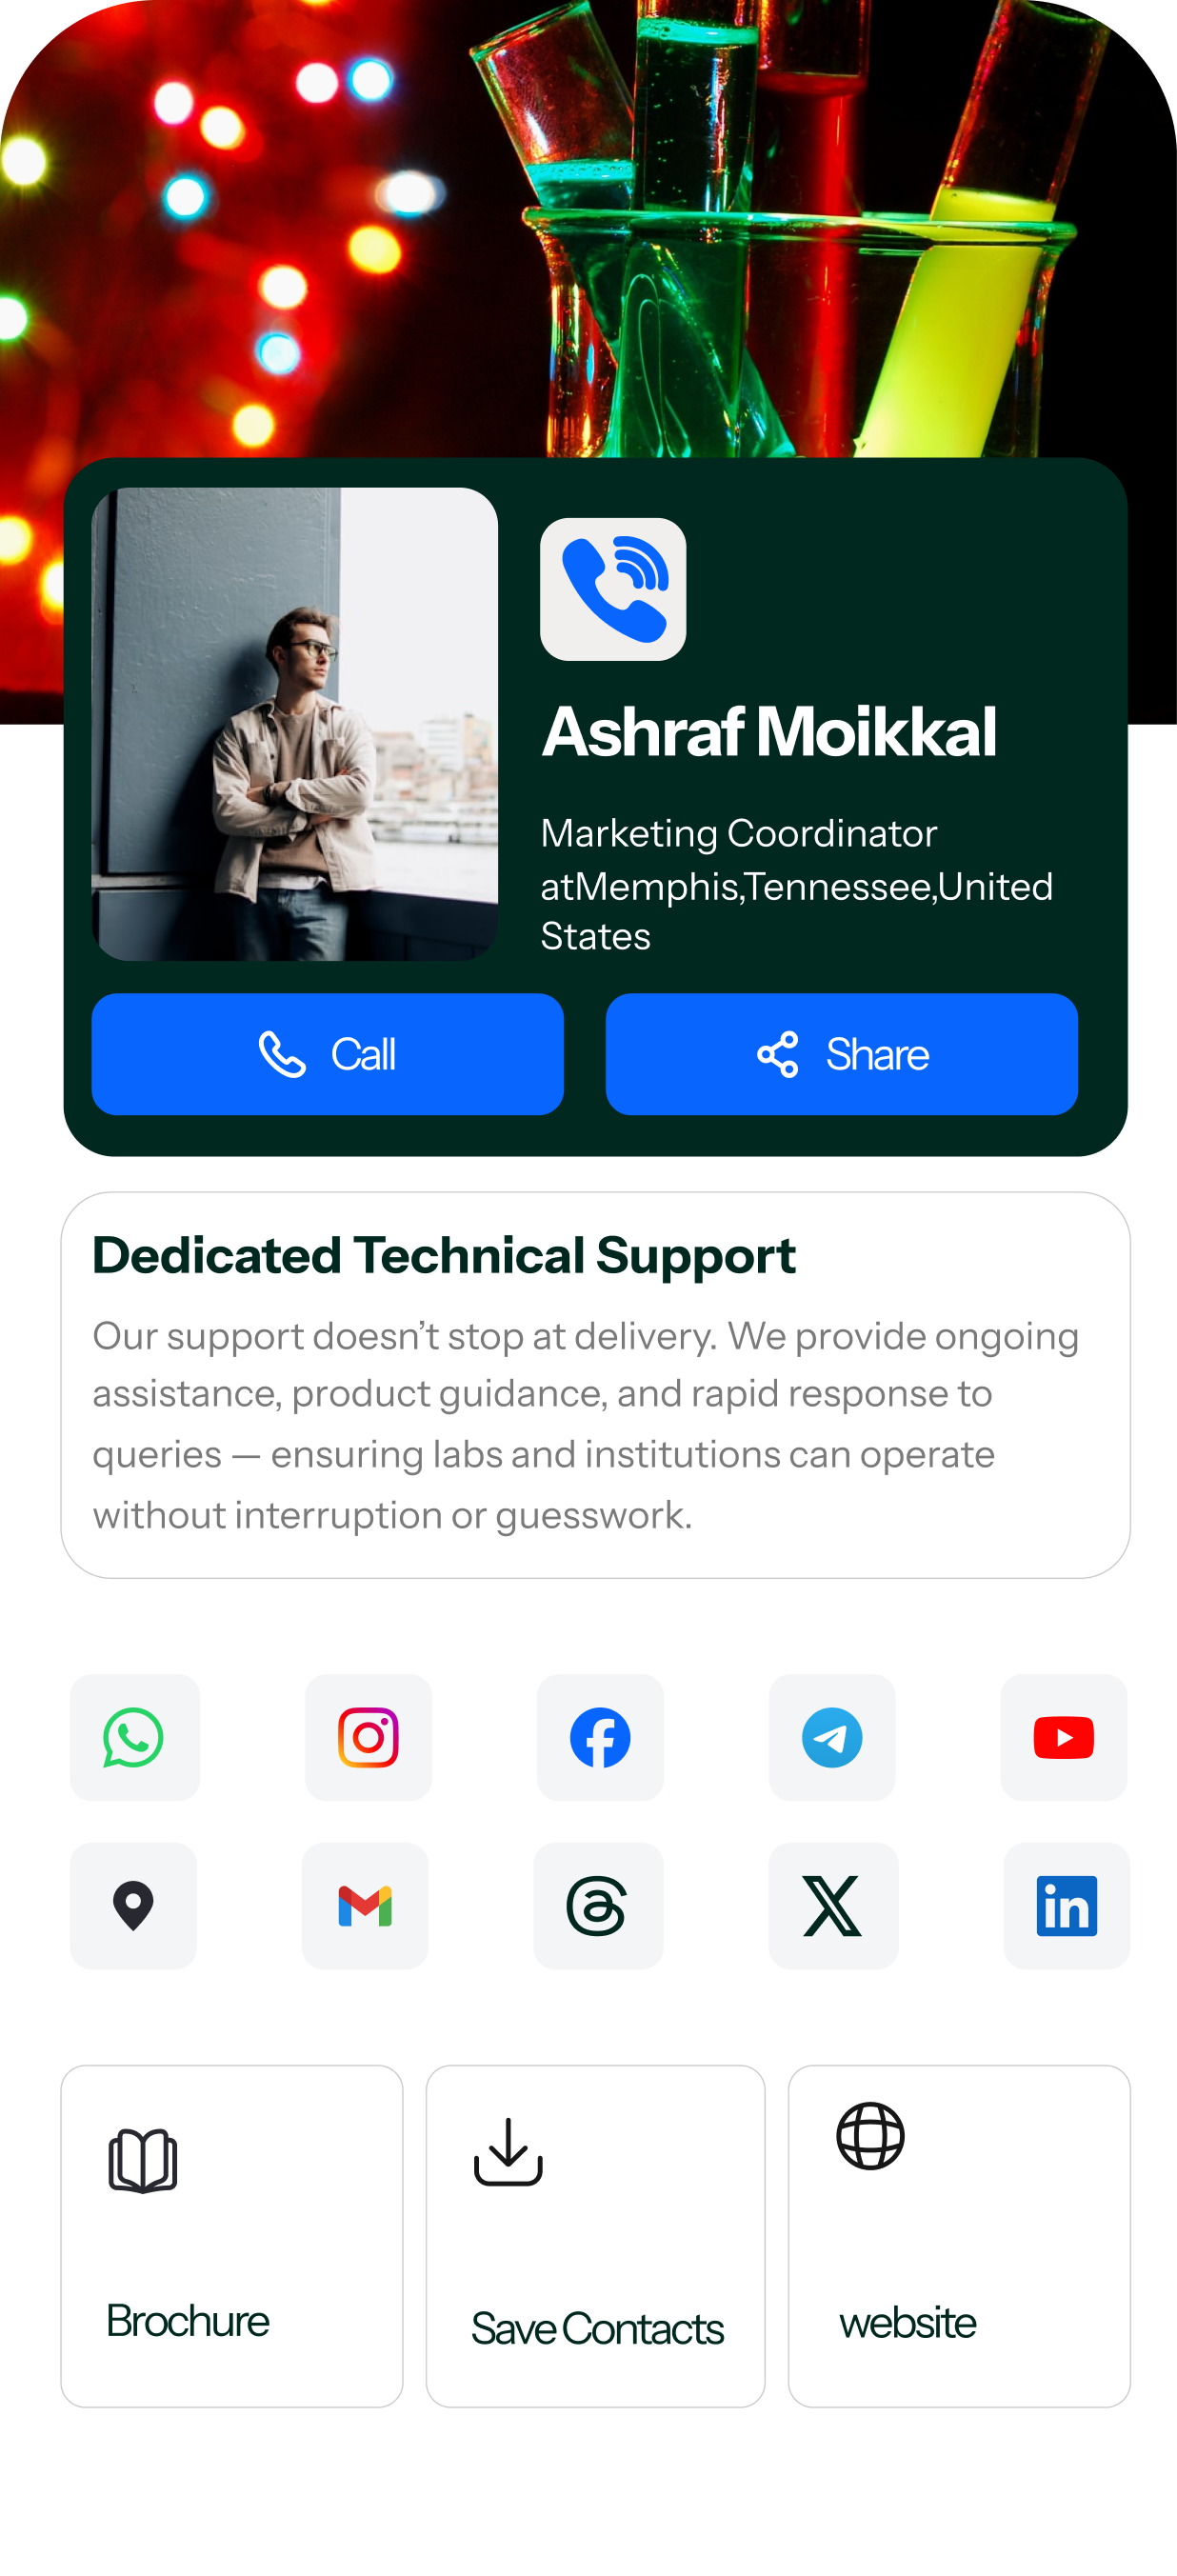 Ashraf Moikkal
Marketing Coordinator
atMemphis,Tennessee,United
States
Call
Share
Dedicated Technical Support
Our support doesn’t stop at delivery. We provide ongoing
assistance, product guidance, and rapid response to
queries — ensuring labs and institutions can operate
without interruption or guesswork.
in
Brochure
Save Contacts
website